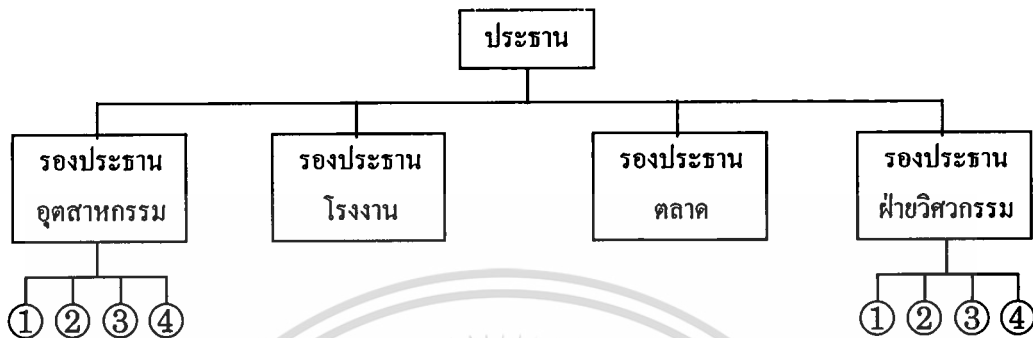 ประธาน
รองประธาน
อุตสาหกรรม
รองประธาน
โรงงาน
รองประธาน
ตลาด
รองประธาน
ฝ่ายวิศวกรรม
① ② ③ ④
① ② ③ ④